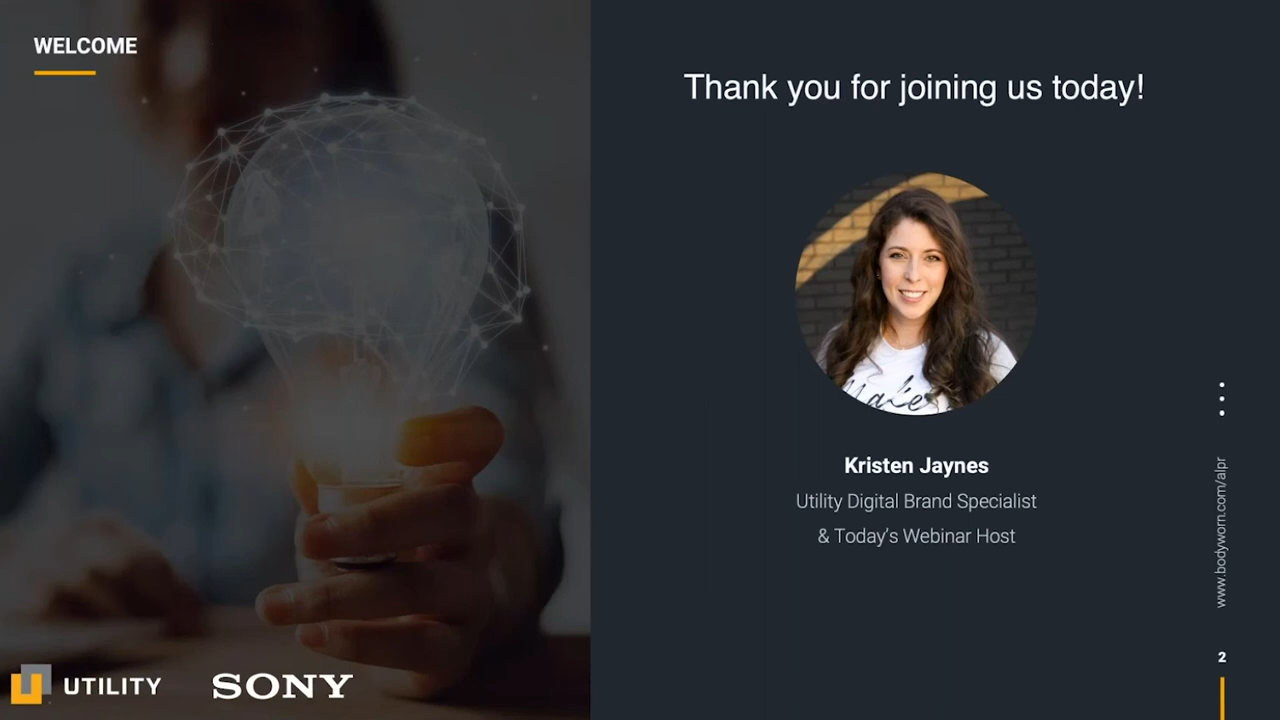 WELCOME
Thank you for joining us today!
Make
Kristen Jaynes
Utility Digital Brand Specialist
& Today's Webinar Host
www.bodyworn.com/alpr
2
UTILITY
SONY